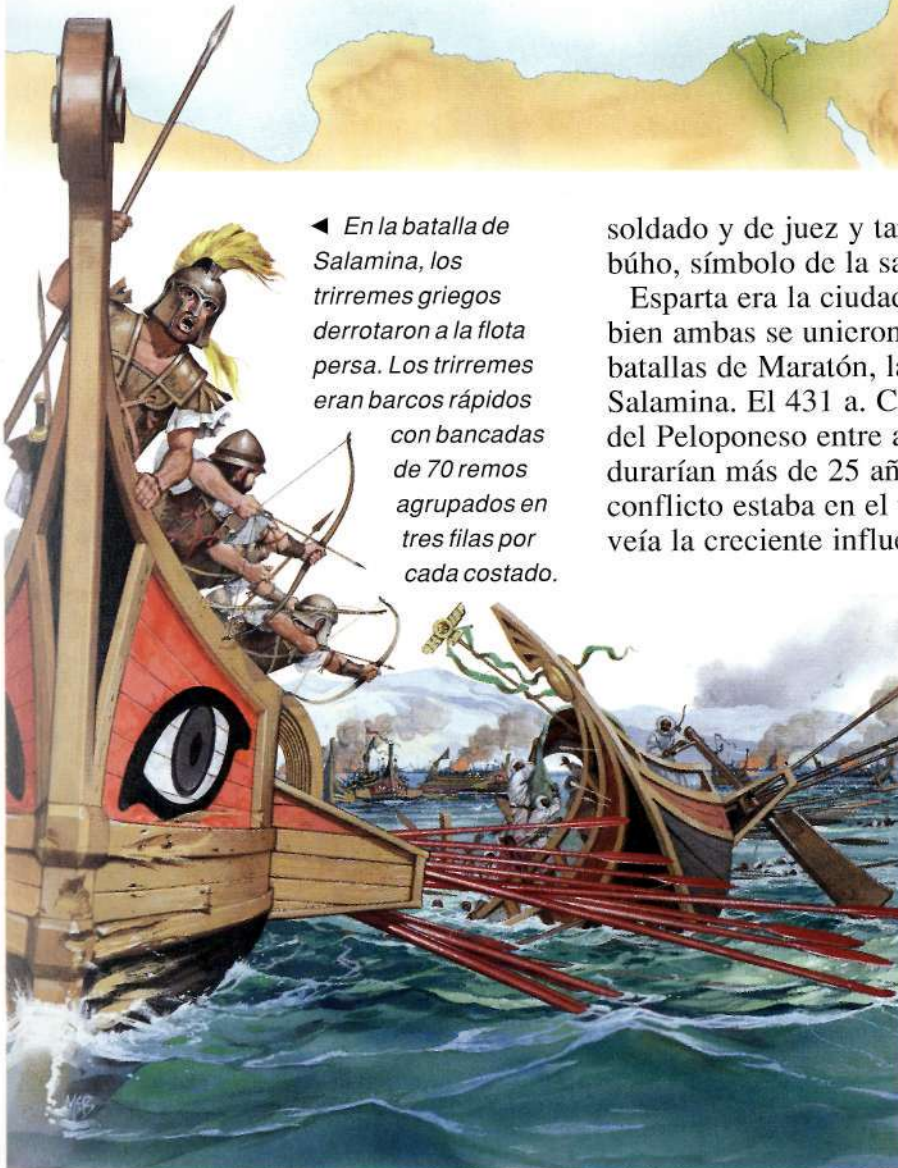 ◄ En la batalla de
Salamina, los
trirremes griegos
derrotaron a la flota
persa. Los trirremes
eran barcos rápidos
con bancadas
de 70 remos
agrupados en
tres filas por
cada costado.
soldado y de juez y
búho, símbolo de la
Esparta era la ciudad
bien ambas se unieron
batallas de Maratón,
Salamina. El 431 a. C
del Peloponeso entre
durarían más de 25
conflicto estaba en el
veía la creciente